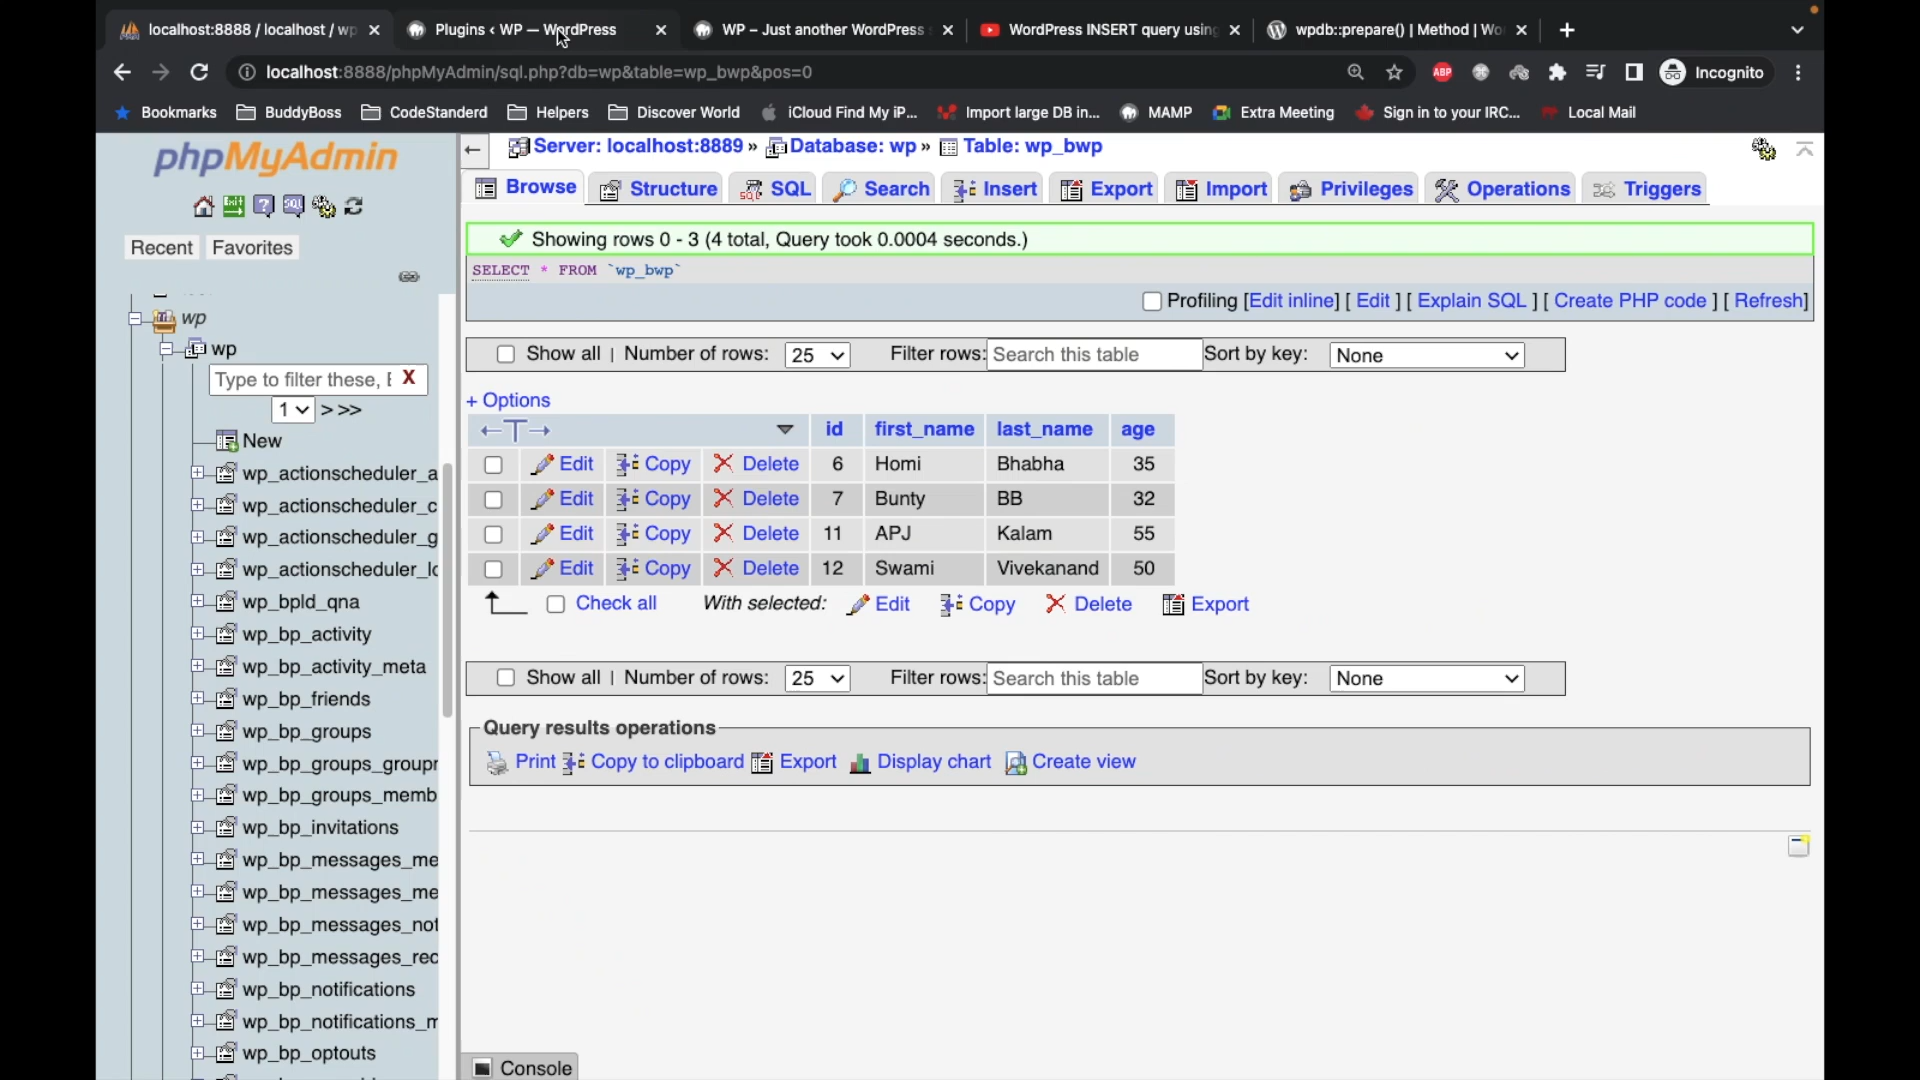 localhost:8888 / localhost / wp
Plugins ‹ WP — WordPress
WP – Just another WordPress
WordPress INSERT query using
wpdb::prepare() | Method | Wo
localhost:8888/phpMyAdmin/sql.php?db=wp&table=wp_bwp&pos=0
ABP
Incognito
Bookmarks
BuddyBoss
CodeStanderd
Helpers
Discover World
iCloud Find My iP...
Import large DB in...
MAMP
Extra Meeting
Sign in to your IRC...
Local Mail
phpMyAdmin
Recent
Favorites
wp
wp
Type to filter these, E
X
1
> >>
New
wp_actionscheduler_a
wp_actionscheduler_c
wp_actionscheduler_g
wp_actionscheduler_lo
wp_bpld_qna
wp_bp_activity
wp_bp_activity_meta
wp_bp_friends
wp_bp_groups
wp_bp_groups_groupm
wp_bp_groups_memb
wp_bp_invitations
wp_bp_messages_me
wp_bp_messages_me
wp_bp_messages_not
wp_bp_messages_rec
wp_bp_notifications
wp_bp_notifications_m
wp_bp_optouts
Server: localhost:8889 » Database: wp » Table: wp_bwp
Browse
Structure
SQL
Search
Insert
Export
Import
Privileges
Operations
Triggers
Showing rows 0 - 3 (4 total, Query took 0.0004 seconds.)
SELECT * FROM `wp_bwp`
Profiling [Edit inline] [ Edit ] [ Explain SQL ] [ Create PHP code ] [ Refresh]
Show all | Number of rows: 25 Filter rows: Search this table Sort by key: None
+ Options
←T→ id first_name last_name age
Edit Copy Delete 6 Homi Bhabha 35
Edit Copy Delete 7 Bunty BB 32
Edit Copy Delete 11 APJ Kalam 55
Edit Copy Delete 12 Swami Vivekanand 50
Check all With selected: Edit Copy Delete Export
Show all | Number of rows: 25 Filter rows: Search this table Sort by key: None
Query results operations
Print Copy to clipboard Export Display chart Create view
Console